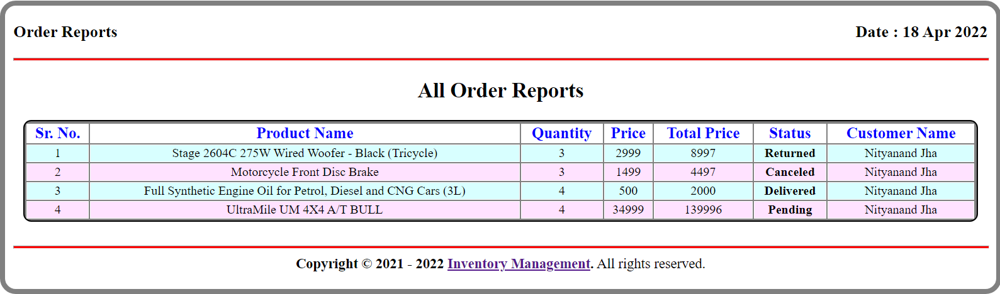 Order Reports Date : 18 Apr 2022
All Order Reports
Sr. No. Product Name Quantity Price Total Price Status Customer Name
1 Stage 2604C 275W Wired Woofer - Black (Tricycle) 3 2999 8997 Returned Nityanand Jha
2 Motorcycle Front Disc Brake 3 1499 4497 Canceled Nityanand Jha
3 Full Synthetic Engine Oil for Petrol, Diesel and CNG Cars (3L) 4 500 2000 Delivered Nityanand Jha
4 UltraMile UM 4X4 A/T BULL 4 34999 139996 Pending Nityanand Jha
Copyright © 2021 - 2022 Inventory Management. All rights reserved.